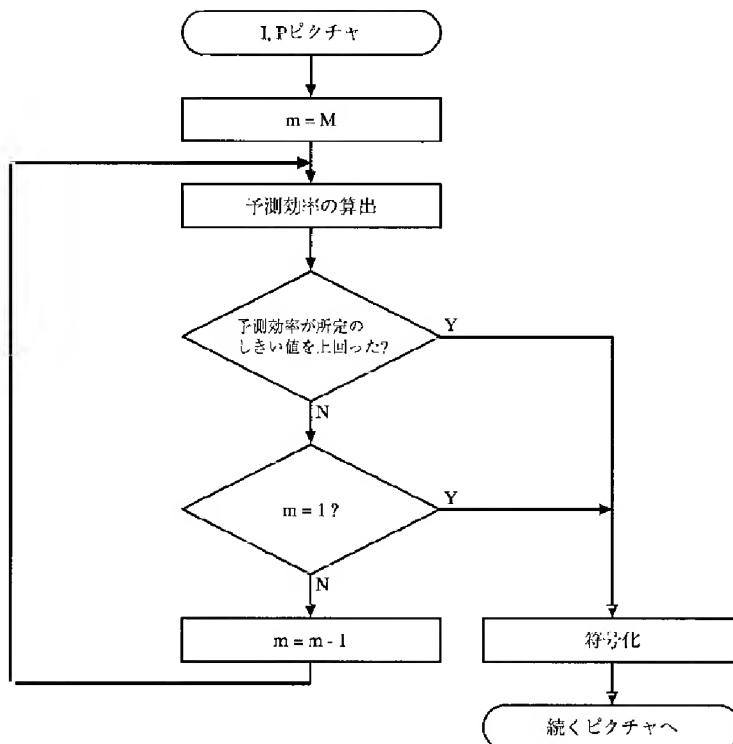 I, Pピクチャ
m = M
予測効率の算出
予測効率が所定の
しきい値を上回った?
Y
N
m = 1 ?
Y
N
m = m - 1
符号化
続くピクチャへ